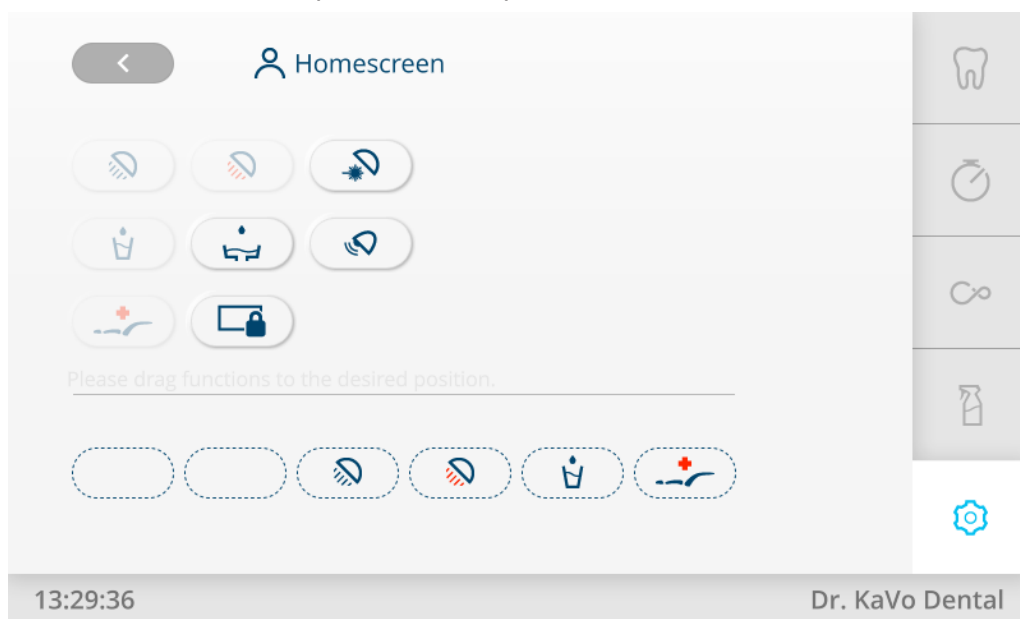 Homescreen
Please drag functions to the desired position.
13:29:36
Dr. KaVo Dental